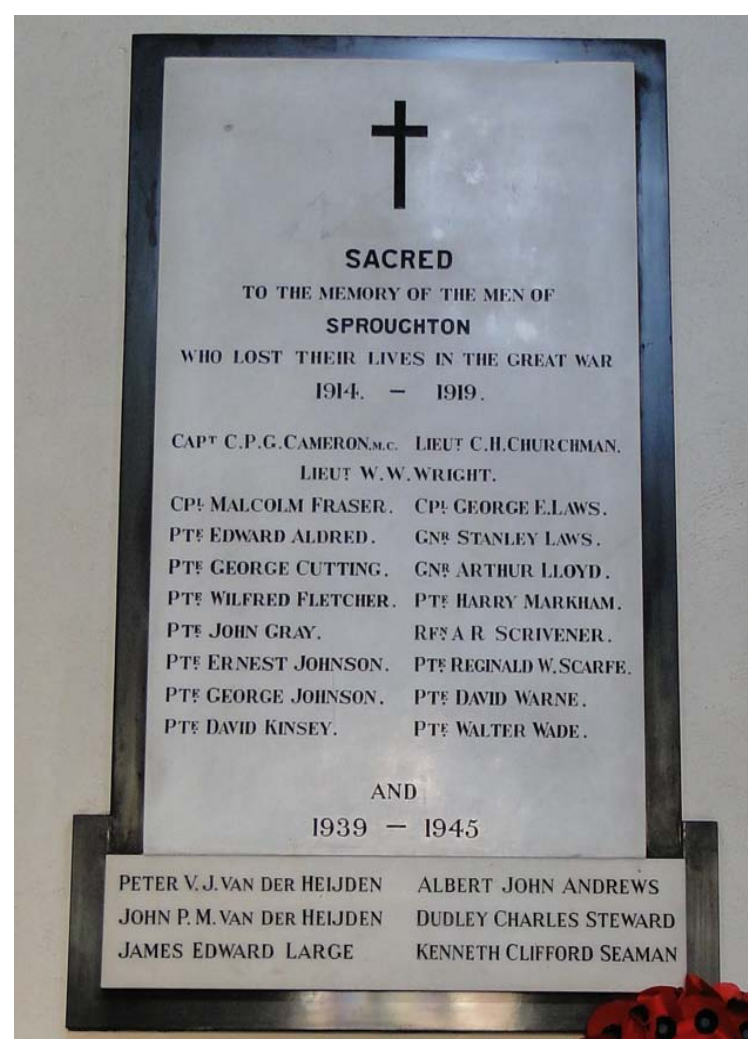 SACRED
TO THE MEMORY OF THE MEN OF
SPROUGHTON
WHO LOST THEIR LIVES IN THE GREAT WAR
1914. – 1919.
CAPT C.P.G. CAMERON, M.C. LIEUT C.H. CHURCHMAN.
LIEUT W.W. WRIGHT.
CPL MALCOLM FRASER. CPL GEORGE E. LAWS.
PTE EDWARD ALDRED. GNR STANLEY LAWS.
PTE GEORGE CUTTING. GNR ARTHUR LLOYD.
PTE WILFRED FLETCHER. PTE HARRY MARKHAM.
PTE JOHN GRAY. RFN A R SCRIVENER.
PTE ERNEST JOHNSON. PTE REGINALD W. SCARFE.
PTE GEORGE JOHNSON. PTE DAVID WARNE.
PTE DAVID KINSEY. PTE WALTER WADE.
AND
1939 – 1945
PETER V. J. VAN DER HEIJDEN ALBERT JOHN ANDREWS
JOHN P. M. VAN DER HEIJDEN DUDLEY CHARLES STEWARD
JAMES EDWARD LARGE KENNETH CLIFFORD SEAMAN